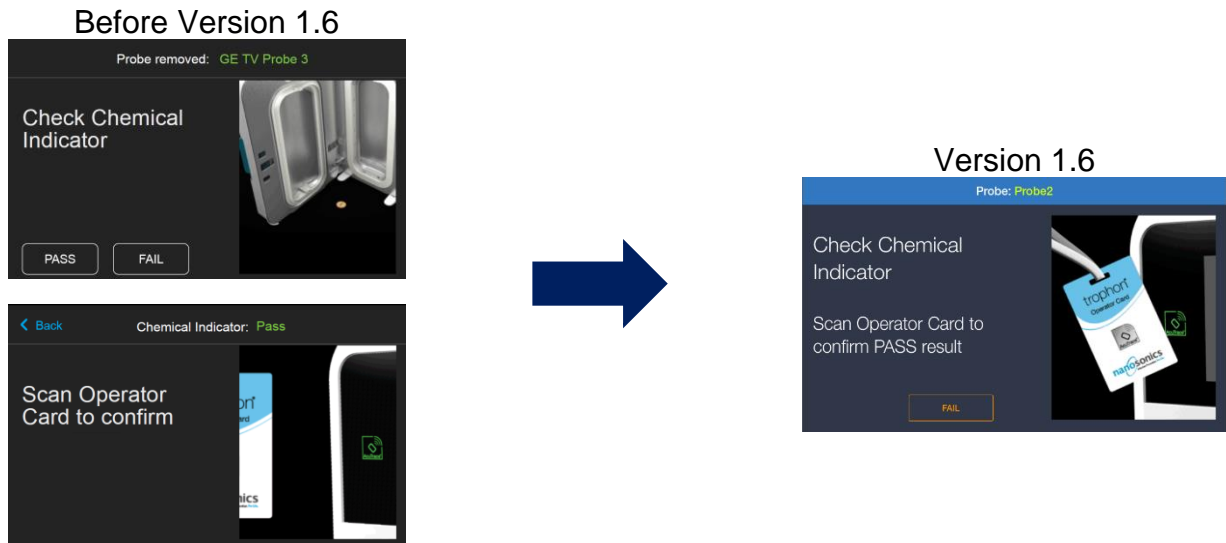 Before Version 1.6
Probe removed: GE TV Probe 3
Check Chemical
Indicator
PASS
FAIL
Back
Chemical Indicator: Pass
Scan Operator
Card to confirm
Version 1.6
Probe: Probe2
Check Chemical
Indicator
Scan Operator Card to
confirm PASS result
FAIL
trophon
Operator Card
nanosonics